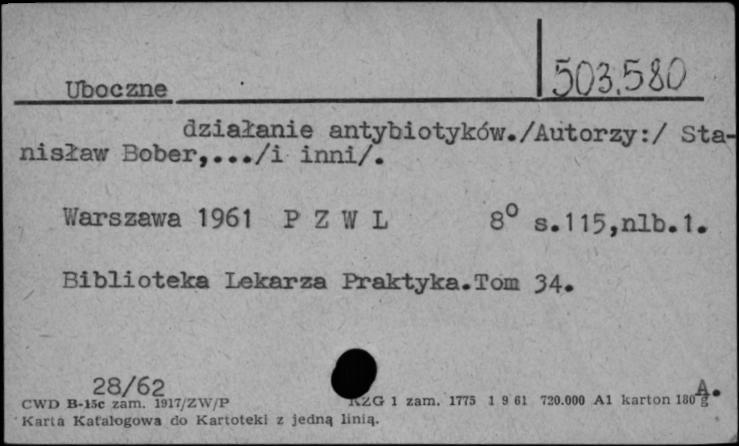 503.580
Uboczne
działanie antybiotyków./Autorzy:/ Sta-
nisław Bober,.../i inni/.
Warszawa 1961 P Z W L 8° s.115,nlb.1.
Biblioteka Lekarza Praktyka.Tom 34.
28/62 A.
CWD B-15c zam. 1917/ZW/P KZG 1 zam. 1775 1 9 61 720.000 A1 karton 180 g
Karta Katalogowa do Kartoteki z jedną linią.